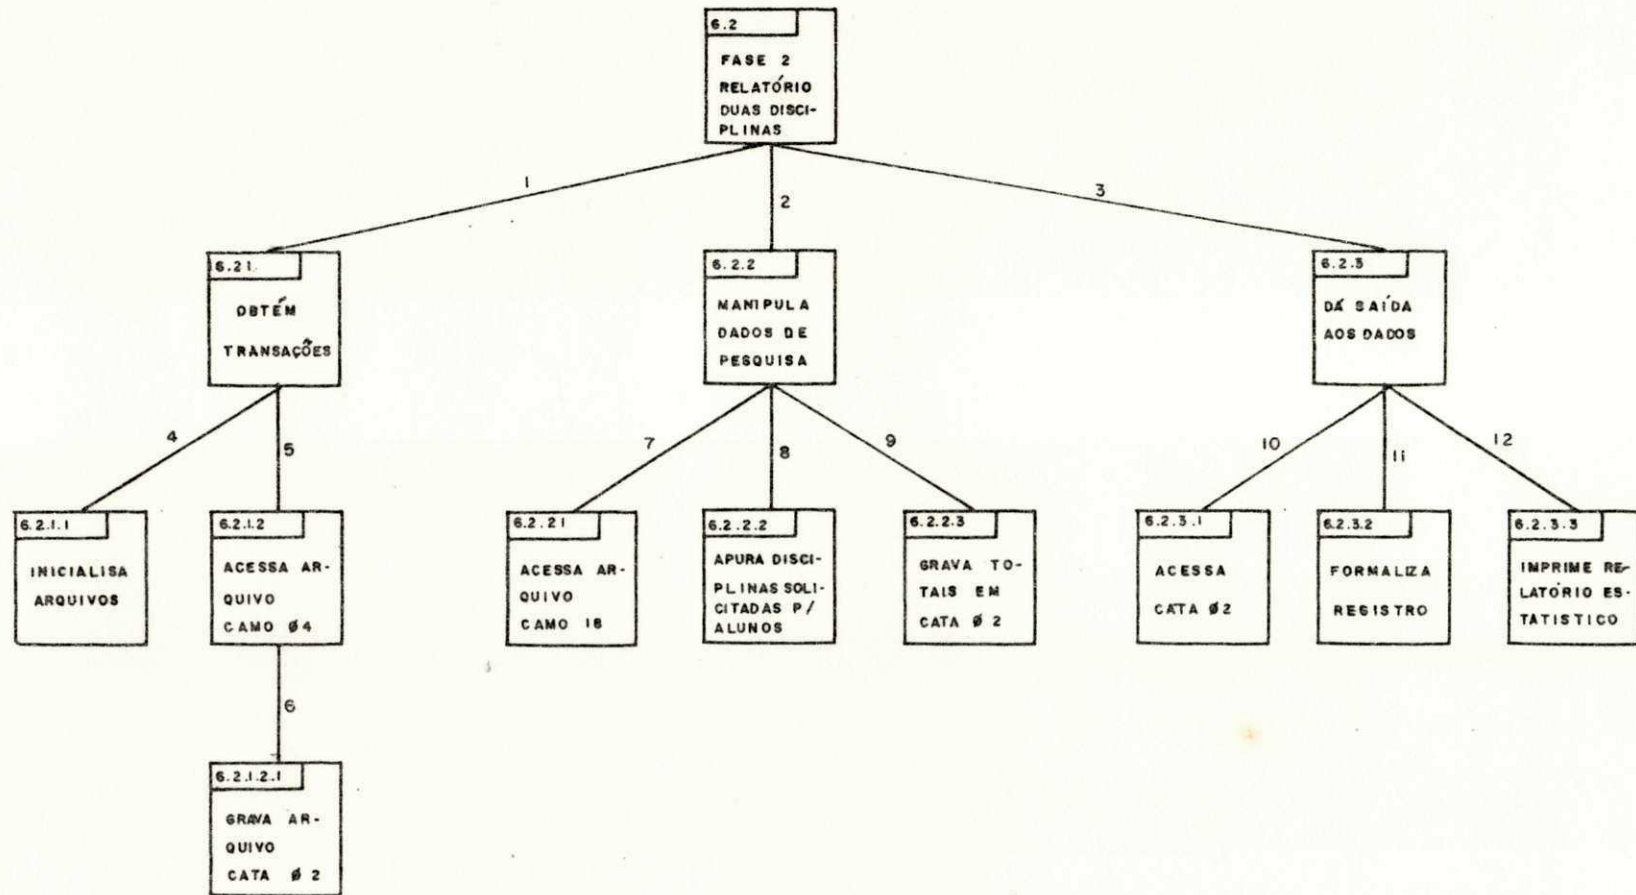 6.2
FASE 2
RELATÓRIO
DUAS DISCI-
PLINAS
1
2
3
6.21.
OBTÉM
TRANSAÇÕES
6.2.2
MANIPULA
DADOS DE
PESQUISA
6.2.3
DÁ SAÍDA
AOS DADOS
4
5
7
8
9
10
11
12
6.2.1.1
INICIALISA
ARQUIVOS
6.2.1.2
ACESSA AR-
QUIVO
CAMO Ø4
6.2.21
ACESSA AR-
QUIVO
CAMO 18
6.2.2.2
APURA DISCI-
PLINAS SOLI-
CITADAS P/
ALUNOS
6.2.2.3
GRAVA TO-
TAIS EM
CATA Ø 2
6.2.3.1
ACESSA
CATA Ø2
6.2.3.2
FORMALIZA
REGISTRO
6.2.3.3
IMPRIME RE-
LATÓRIO ES-
TATISTICO
6
6.2.1.2.1
GRAVA AR-
QUIVO
CATA Ø 2